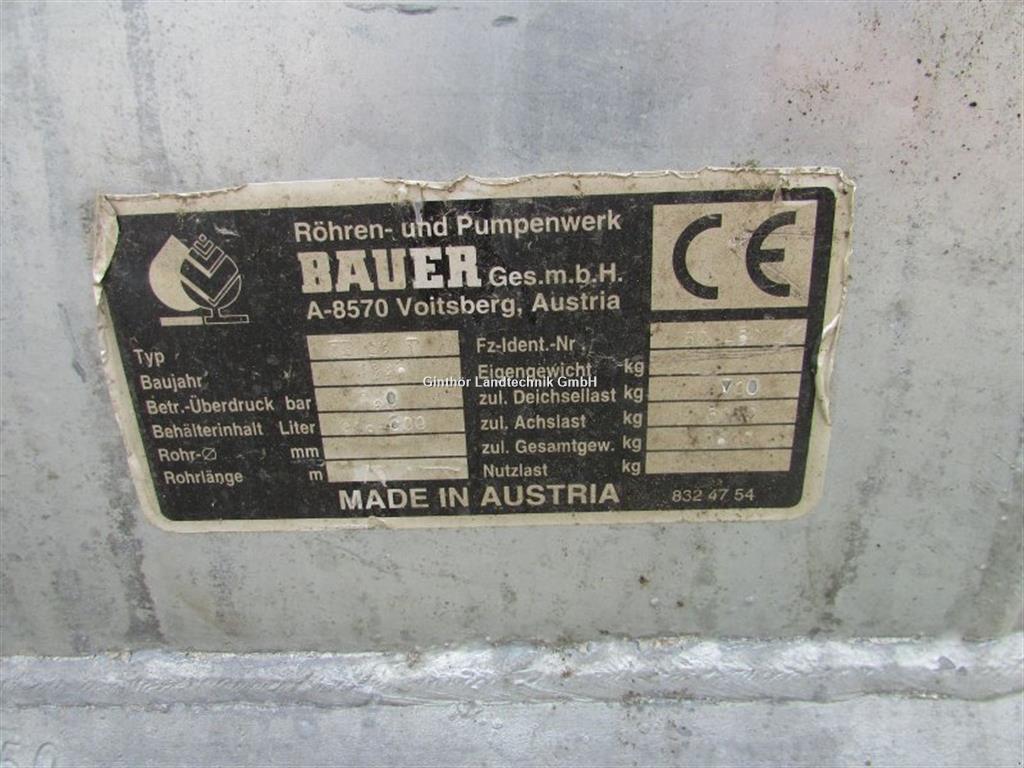 Röhren- und Pumpenwerk
BAUER Ges.m.b.H.
A-8570 Voitsberg, Austria
CE
Typ
Baujahr
Betr.-Überdruck bar
Behälterinhalt Liter
Rohr-⌀ mm
Rohrlänge m
Fz-Ident.-Nr.
Eigengewicht kg
zul. Deichsellast kg
zul. Achslast kg
zul. Gesamtgew. kg
Nutzlast kg
MADE IN AUSTRIA 832 47 54
Ginthör Landtechnik GmbH